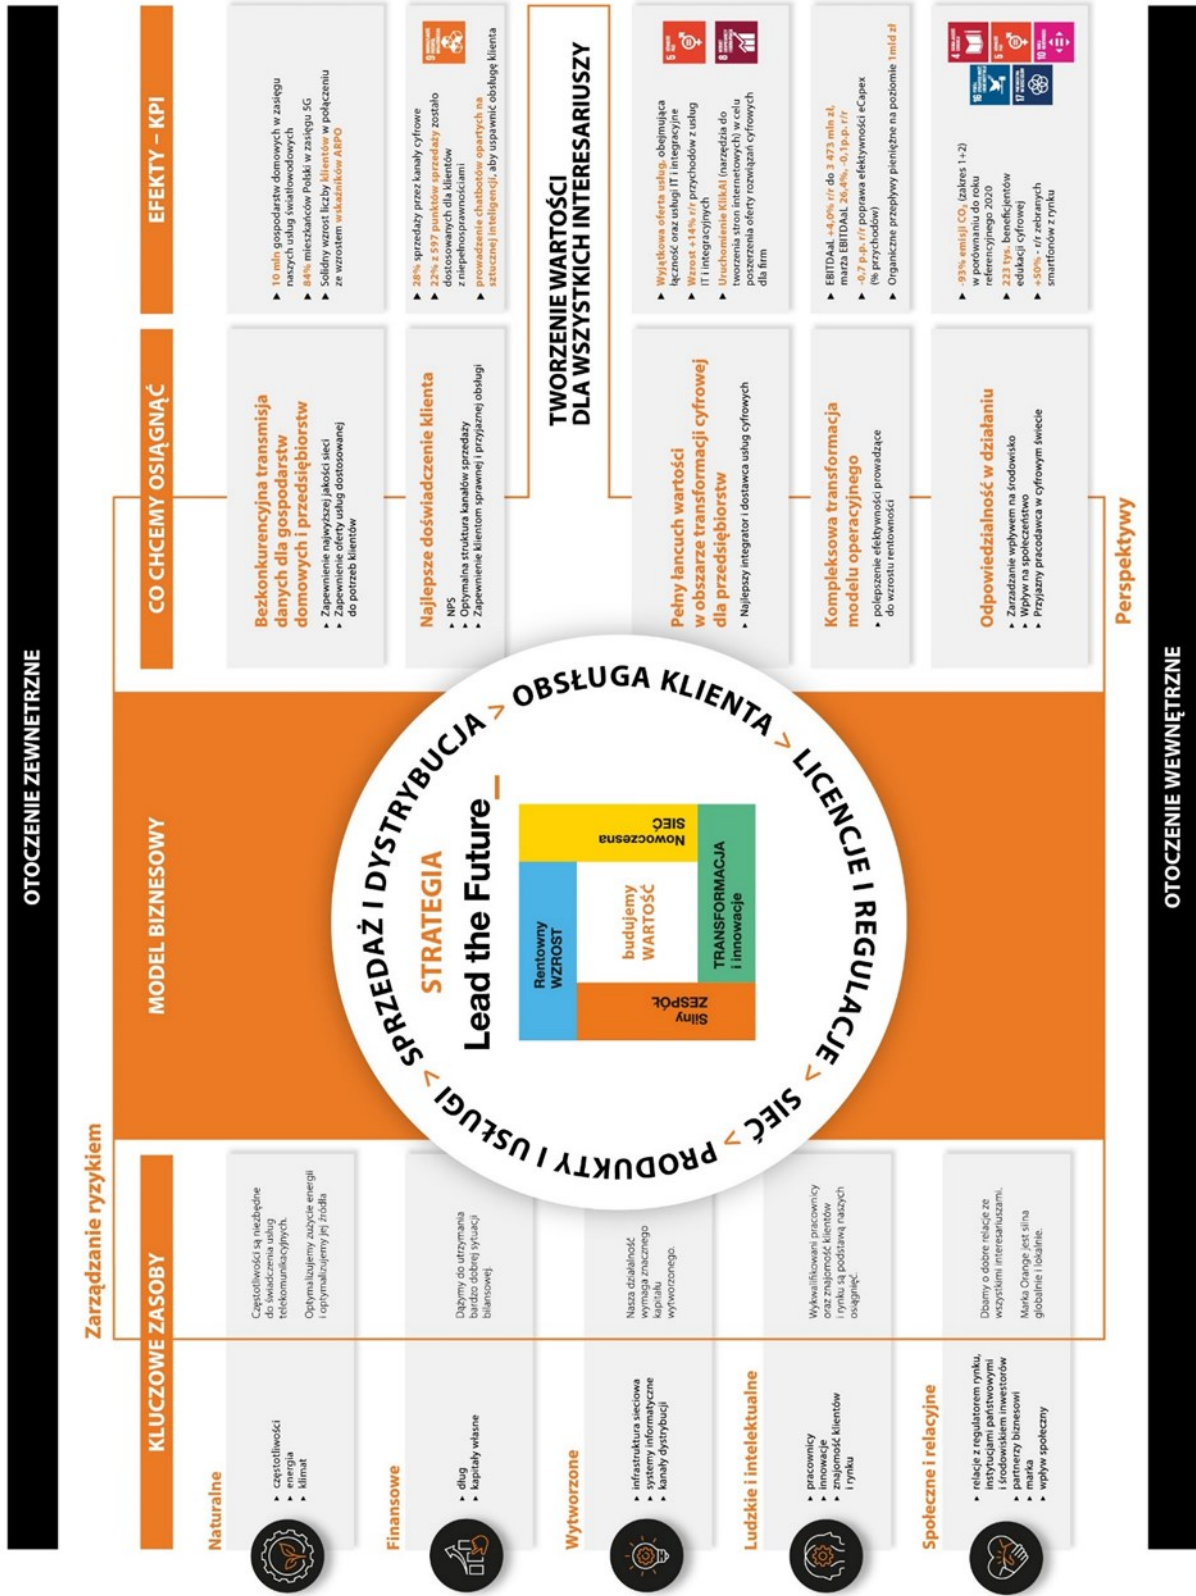 OTOCZENIE ZEWNĘTRZNE
Zarządzanie ryzykiem
KLUCZOWE ZASOBY
MODEL BIZNESOWY
CO CHCEMY OSIĄGNĄĆ
EFEKTY – KPI
Naturalne
▸ częstotliwości
▸ energia
▸ klimat
Częstotliwości są niezbędne
do świadczenia usług
telekomunikacyjnych.
Optymalizujemy zużycie energii
i optymalizujemy jej źródła
Finansowe
▸ dług
▸ kapitały własne
Dążymy do utrzymania
bardzo dobrej sytuacji
bilansowej.
Wytworzone
▸ infrastruktura sieciowa
▸ systemy informatyczne
▸ kanały dystrybucji
Nasza działalność
wymaga znacznego
kapitału
wytworzonego.
Ludzkie i intelektualne
▸ pracownicy
▸ innowacje
▸ znajomość klientów
i rynku
Wykwalifikowani pracownicy
oraz znajomość klientów
i rynku są podstawą naszych
osiągnięć.
Społeczne i relacyjne
▸ relacje z regulatorem rynku,
instytucjami państwowymi
i środowiskiem inwestorów
▸ partnerzy biznesowi
▸ marka
▸ wpływ społeczny
Dbamy o dobre relacje ze
wszystkimi interesariuszami.
Marka Orange jest silna
globalnie i lokalnie.
PRODUKTY I USŁUGI > SPRZEDAŻ I DYSTRYBUCJA > OBSŁUGA KLIENTA > LICENCJE I REGULACJE > SIEĆ >
STRATEGIA
Lead the Future_
Rentowny
WZROST
Nowoczesna
SIEĆ
budujemy
WARTOŚĆ
Silny
ZESPÓŁ
TRANSFORMACJA
i innowacje
Bezkonkurencyjna transmisja
danych dla gospodarstw
domowych i przedsiębiorstw
▸ Zapewnienie najwyższej jakości sieci
▸ Zapewnienie oferty usług dostosowanej
do potrzeb klientów
▸ 10 mln gospodarstw domowych w zasięgu
naszych usług światłowodowych
▸ 84% mieszkańców Polski w zasięgu 5G
▸ Solidny wzrost liczby klientów w połączeniu
ze wzrostem wskaźników ARPO
Najlepsze doświadczenie klienta
▸ NPS
▸ Optymalna struktura kanałów sprzedaży
▸ Zapewnienie klientom sprawnej i przyjaznej obsługi
▸ 28% sprzedaży przez kanały cyfrowe
▸ 22% z 597 punktów sprzedaży zostało
dostosowanych dla klientów
z niepełnosprawnościami
▸ prowadzenie chatbotów opartych na
sztucznej inteligencji, aby usprawnić obsługę klienta
9
TWORZENIE WARTOŚCI
DLA WSZYSTKICH INTERESARIUSZY
Pełny łańcuch wartości
w obszarze transformacji cyfrowej
dla przedsiębiorstw
▸ Najlepszy integrator i dostawca usług cyfrowych
▸ Wyjątkowa oferta usług, obejmująca
łączność oraz usługi IT i integracyjne
▸ Wzrost +14% r/r przychodów z usług
IT i integracyjnych
▸ Uruchomienie KlikAI (narzędzia do
tworzenia stron internetowych) w celu
poszerzenia oferty rozwiązań cyfrowych
dla firm
5
8
Kompleksowa transformacja
modelu operacyjnego
▸ polepszenie efektywności prowadzące
do wzrostu rentowności
▸ EBITDAaL +4,0% r/r do 3 473 mln zł,
marża EBITDAaL 26,4%, -0,1p.p. r/r
▸ -0,7 p.p. r/r poprawa efektywności eCapex
(% przychodów)
▸ Organiczne przepływy pieniężne na poziomie 1mld zł
Odpowiedzialność w działaniu
▸ Zarzadzanie wpływem na środowisko
▸ Wpływ na społeczeństwo
▸ Przyjazny pracodawca w cyfrowym świecie
▸ -93% emisji CO₂ (zakres 1+2)
w porównaniu do roku
referencyjnego 2020
▸ 223 tys. beneficjentów
edukacji cyfrowej
▸ +50% - r/r zebranych
smartfonów z rynku
16
4
17
5
10
Perspektywy
OTOCZENIE WEWNĘTRZNE